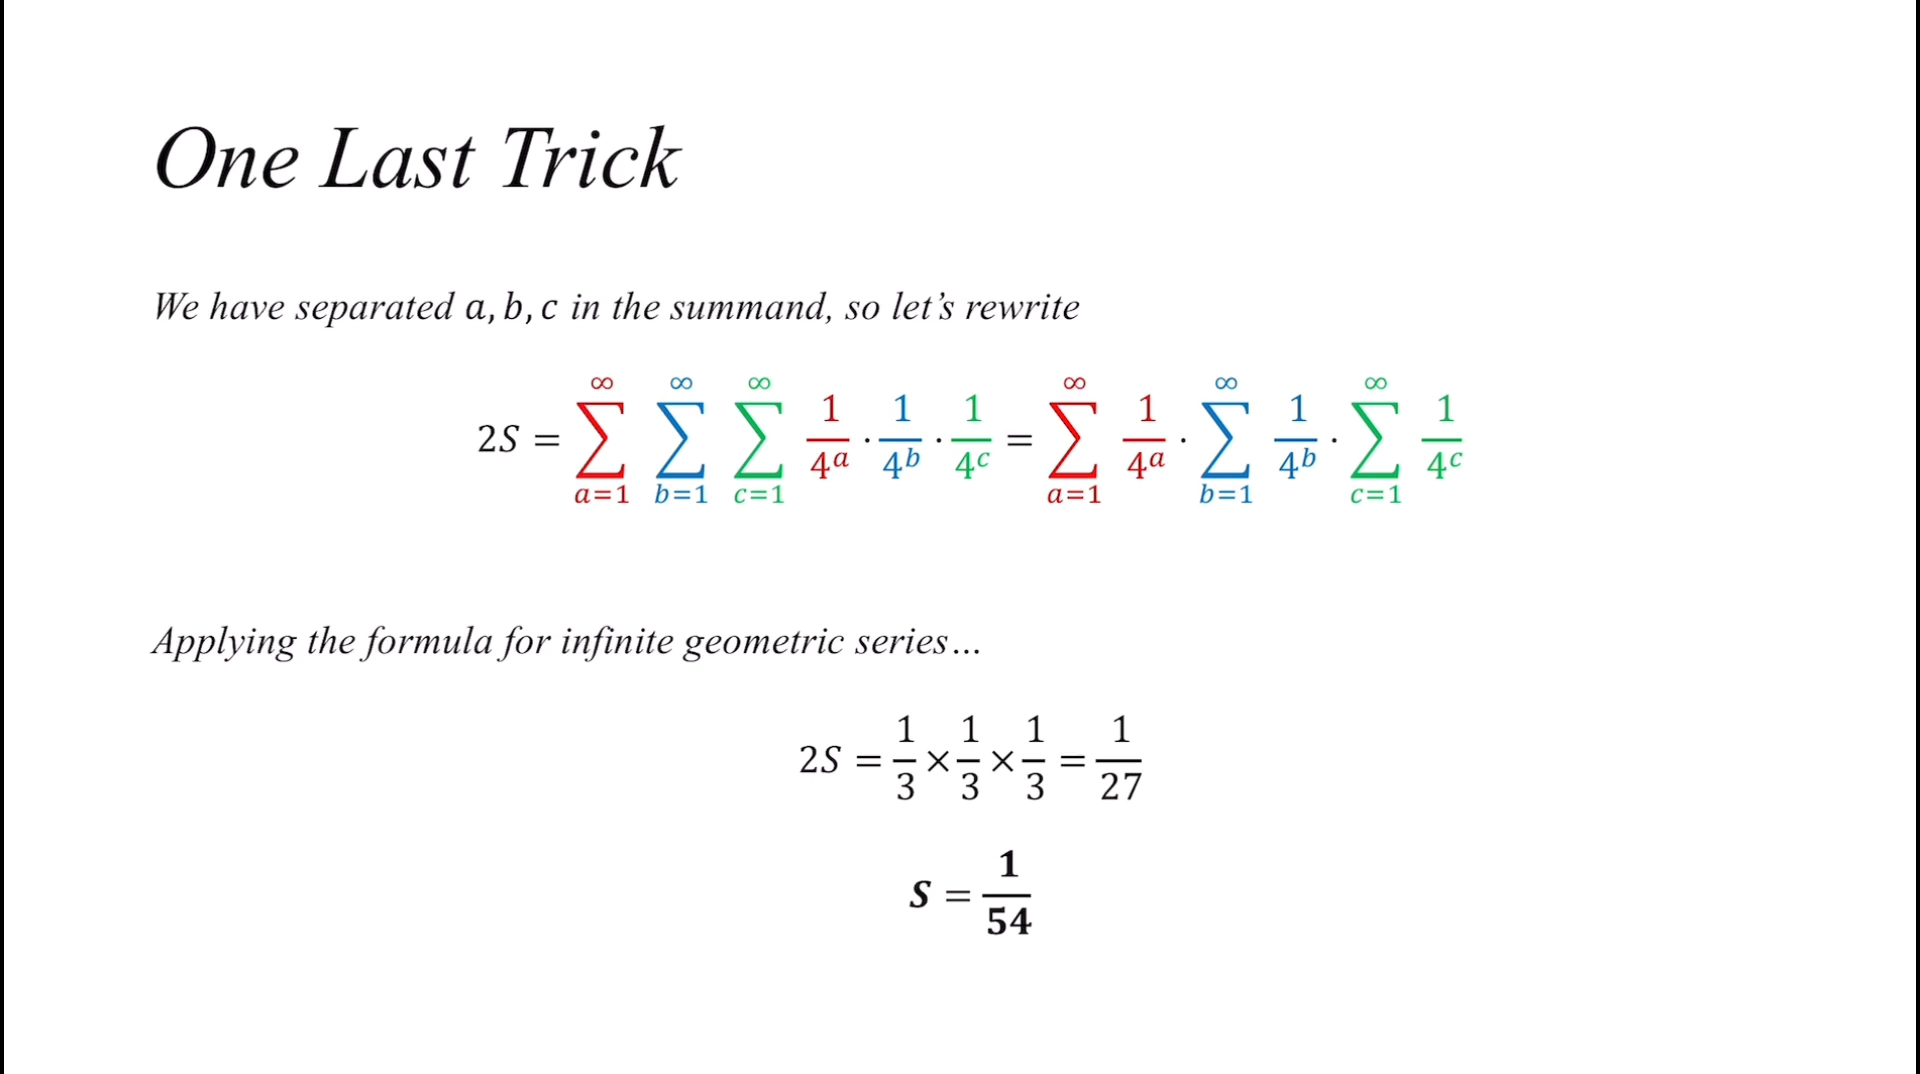 One Last Trick
We have separated a, b, c in the summand, so let’s rewrite
2S = ∑_{a=1}^{∞} ∑_{b=1}^{∞} ∑_{c=1}^{∞} 1/4^a · 1/4^b · 1/4^c = ∑_{a=1}^{∞} 1/4^a · ∑_{b=1}^{∞} 1/4^b · ∑_{c=1}^{∞} 1/4^c
Applying the formula for infinite geometric series…
2S = 1/3 × 1/3 × 1/3 = 1/27
S = 1/54